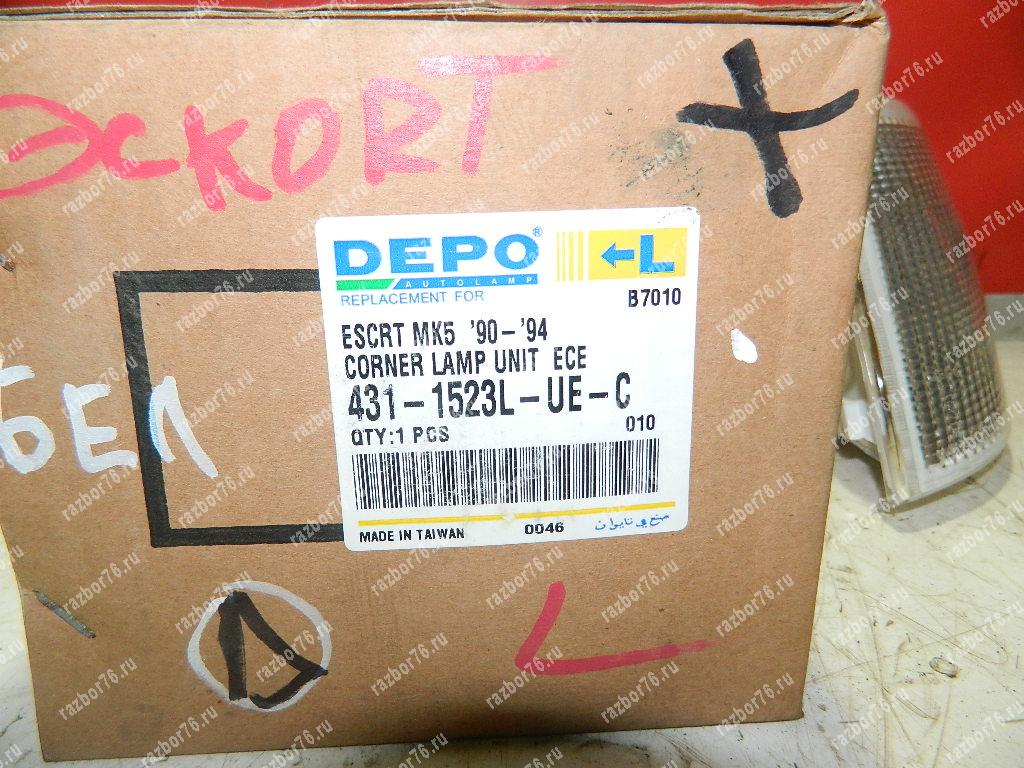 ЭСКОRТ
DEPO®
AUTOLAMP
←L
REPLACEMENT FOR
B7010
ESCRT MK5 '90-'94
CORNER LAMP UNIT ECE
431-1523L-UE-C
QTY:1 PCS
010
MADE IN TAIWAN
0046
صنع في تايوان
БЕЛ
D
L
razbor76.ru